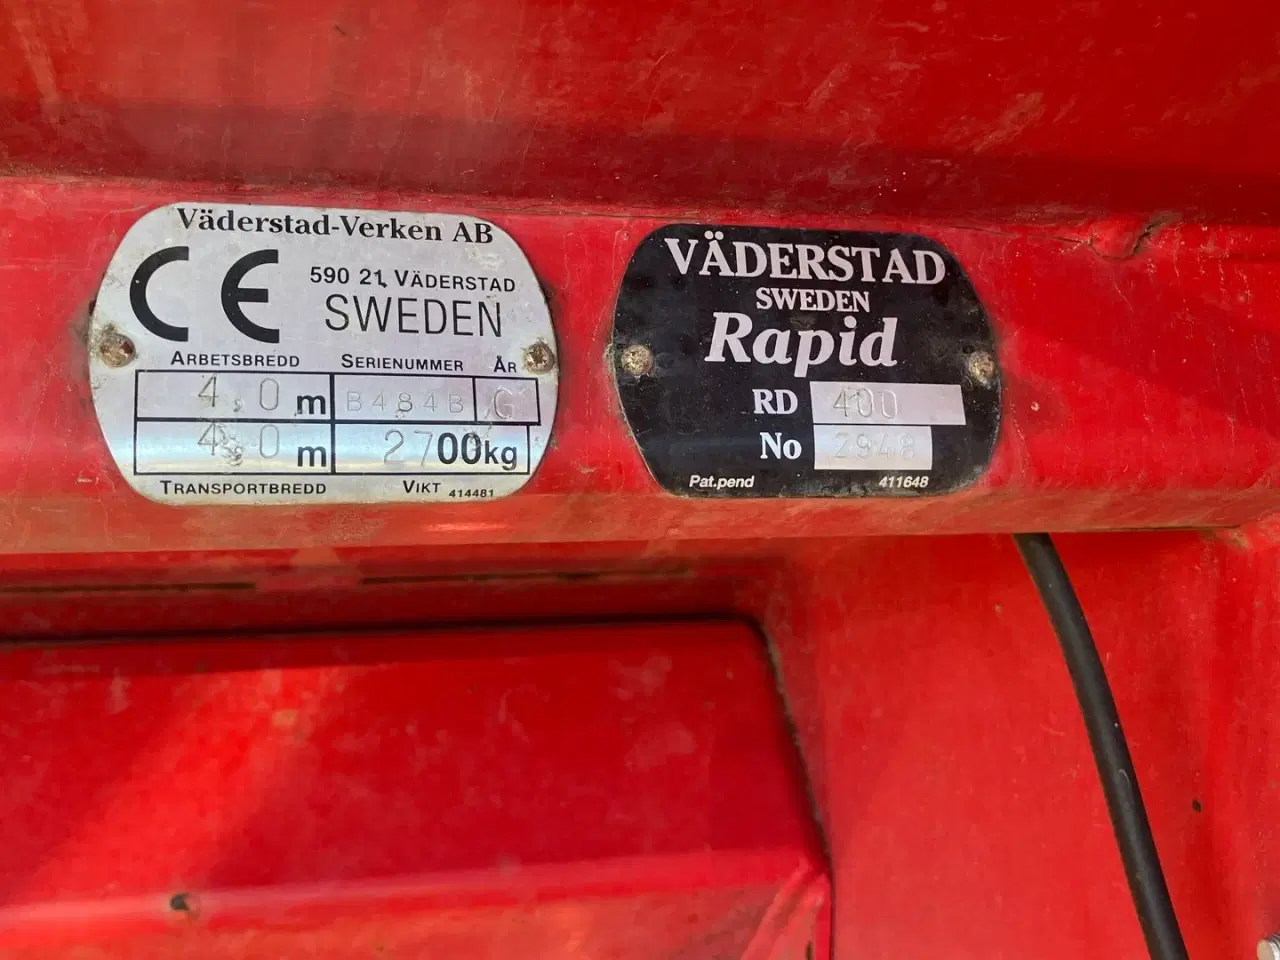 Väderstad-Verken AB
CE
590 21, VÄDERSTAD
SWEDEN
ARBETSBREDD SERIENUMMER ÅR
4,0 m B484B G
4,0 m 2700kg
TRANSPORTBREDD VIKT 414481
VÄDERSTAD
SWEDEN
Rapid
RD 400
No 2948
Pat.pend 411648